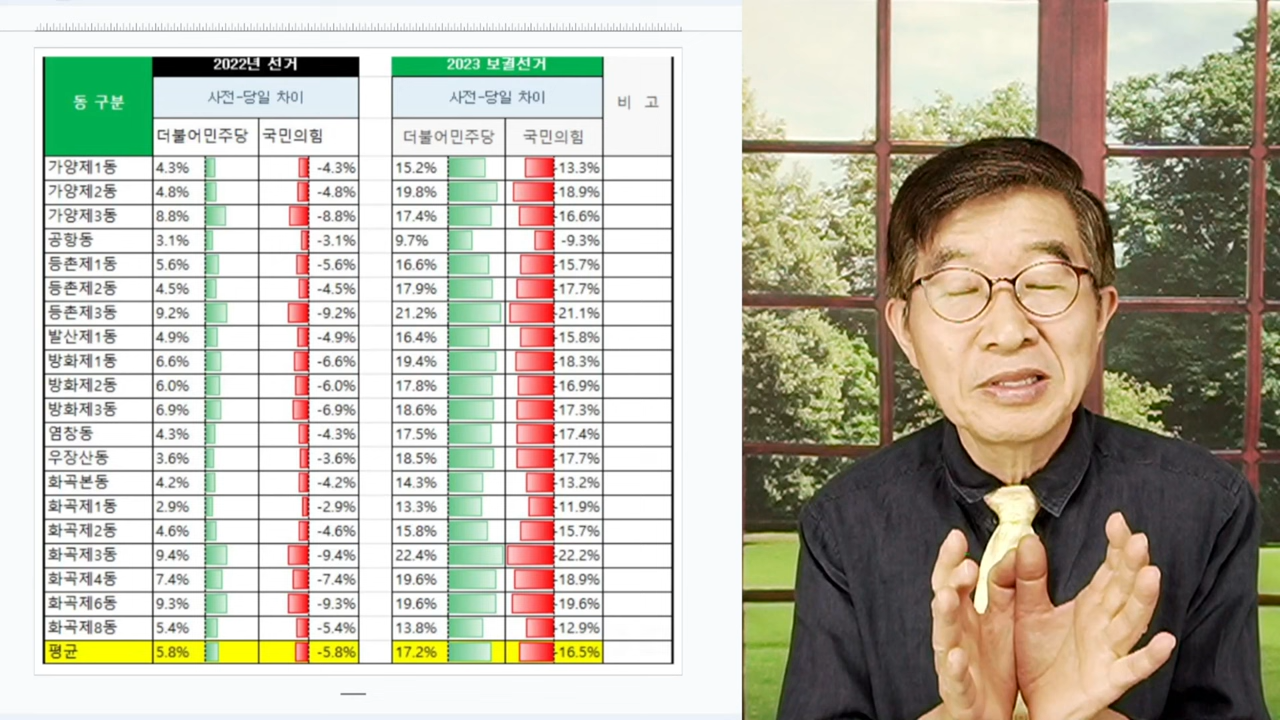 동 구분 2022년 선거 2023 보궐선거 비 고
사전-당일 차이 사전-당일 차이
더불어민주당 국민의힘 더불어민주당 국민의힘
가양제1동 4.3% -4.3% 15.2% -13.3%
가양제2동 4.8% -4.8% 19.8% -18.9%
가양제3동 8.8% -8.8% 17.4% -16.6%
공항동 3.1% -3.1% 9.7% -9.3%
등촌제1동 5.6% -5.6% 16.6% -15.7%
등촌제2동 4.5% -4.5% 17.9% -17.7%
등촌제3동 9.2% -9.2% 21.2% -21.1%
발산제1동 4.9% -4.9% 16.4% -15.8%
방화제1동 6.6% -6.6% 19.4% -18.3%
방화제2동 6.0% -6.0% 17.8% -16.9%
방화제3동 6.9% -6.9% 18.6% -17.3%
염창동 4.3% -4.3% 17.5% -17.4%
우장산동 3.6% -3.6% 18.5% -17.7%
화곡본동 4.2% -4.2% 14.3% -13.2%
화곡제1동 2.9% -2.9% 13.3% -11.9%
화곡제2동 4.6% -4.6% 15.8% -15.7%
화곡제3동 9.4% -9.4% 22.4% -22.2%
화곡제4동 7.4% -7.4% 19.6% -18.9%
화곡제6동 9.3% -9.3% 19.6% -19.6%
화곡제8동 5.4% -5.4% 13.8% -12.9%
평균 5.8% -5.8% 17.2% -16.5%